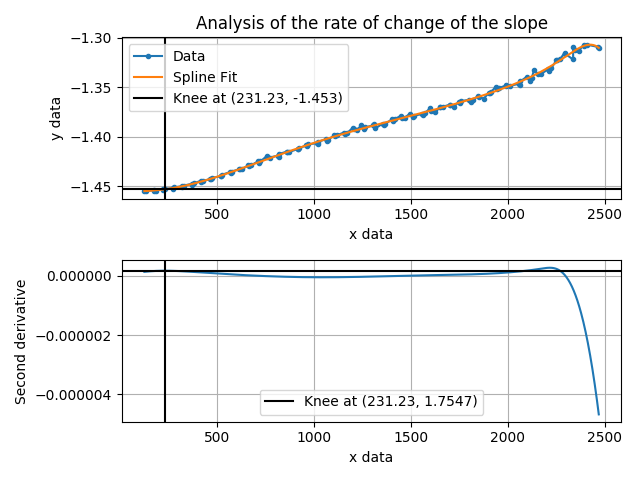 Analysis of the rate of change of the slope
−1.30
−1.35
−1.40
−1.45
y data
Data
Spline Fit
Knee at (231.23, -1.453)
500
1000
1500
2000
2500
x data
0.000000
−0.000002
−0.000004
Second derivative
Knee at (231.23, 1.7547)
500
1000
1500
2000
2500
x data